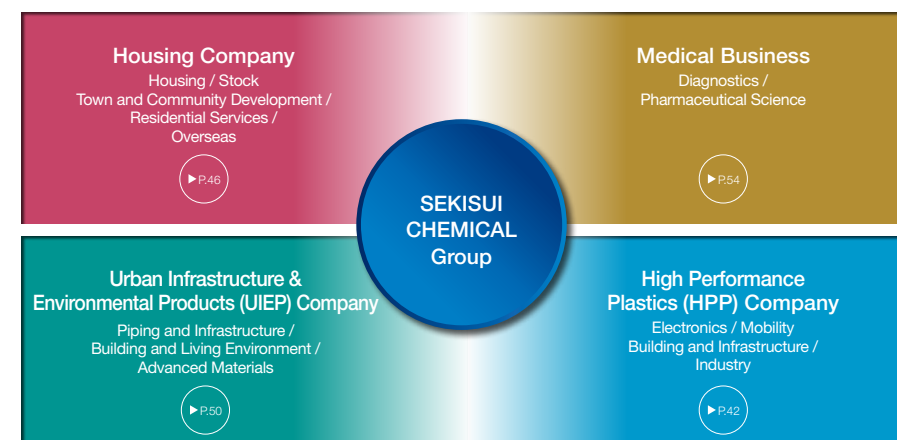 Housing Company
Housing / Stock
Town and Community Development /
Residential Services /
Overseas
▶P.46
Medical Business
Diagnostics /
Pharmaceutical Science
▶P.54
SEKISUI
CHEMICAL
Group
Urban Infrastructure &
Environmental Products (UIEP) Company
Piping and Infrastructure /
Building and Living Environment /
Advanced Materials
▶P.50
High Performance
Plastics (HPP) Company
Electronics / Mobility
Building and Infrastructure /
Industry
▶P.42